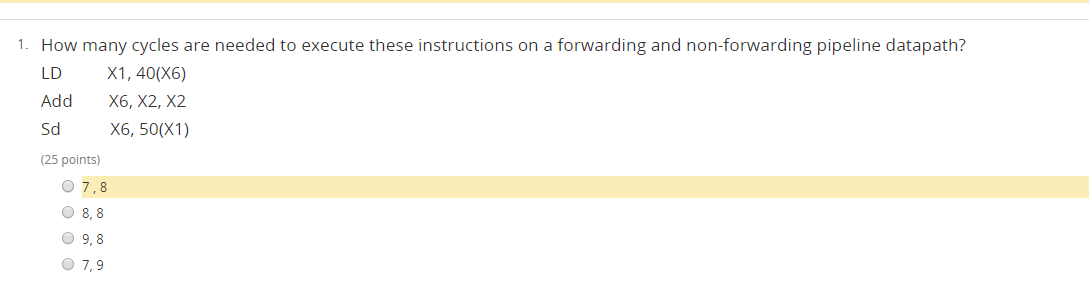 1. How many cycles are needed to execute these instructions on a forwarding and non-forwarding pipeline datapath?
LD X1, 40(X6)
Add X6, X2, X2
Sd X6, 50(X1)
(25 points)
7 , 8
8, 8
9, 8
7, 9